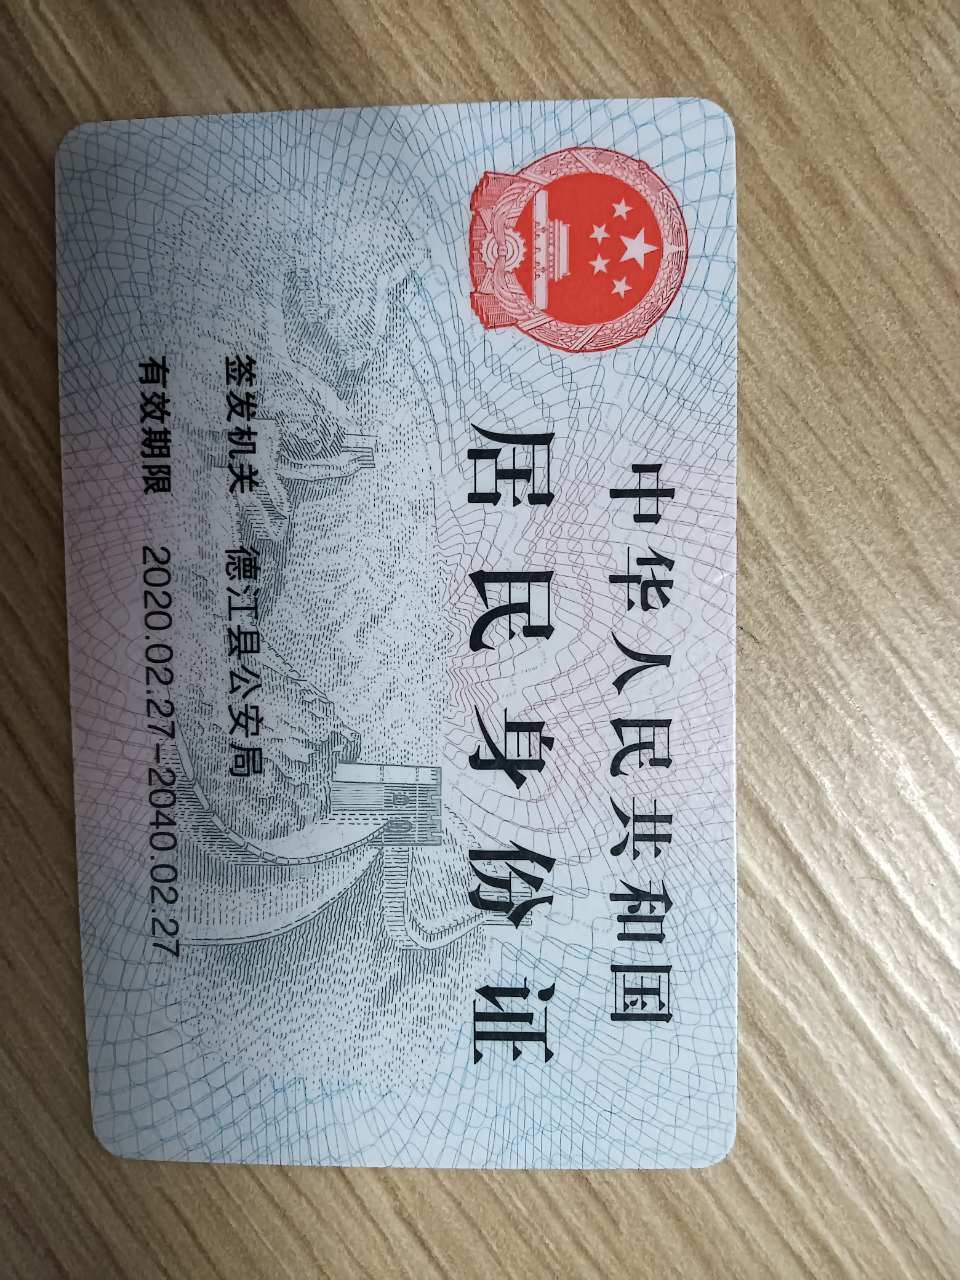 中华人民共和国
居民身份证
签发机关 德江县公安局
有效期限 2020.02.27-2040.02.27